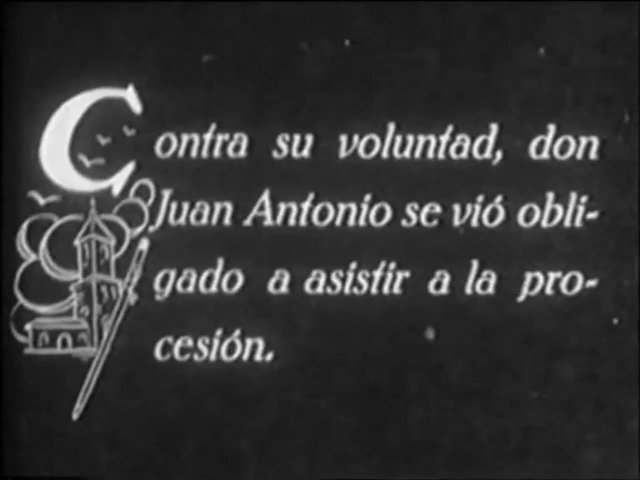 Contra su voluntad, don
Juan Antonio se vió obli-
gado a asistir a la pro-
cesión.